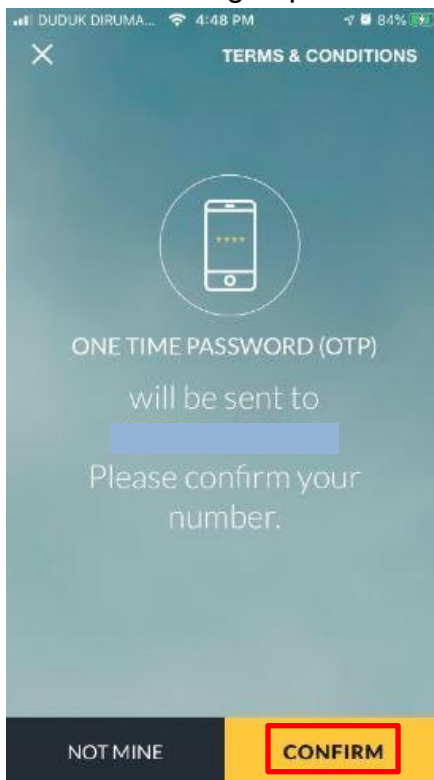 DUDUK DIRUMA... 4:48 PM 84%
TERMS & CONDITIONS
****
ONE TIME PASSWORD (OTP)
will be sent to
Please confirm your
number.
NOT MINE CONFIRM